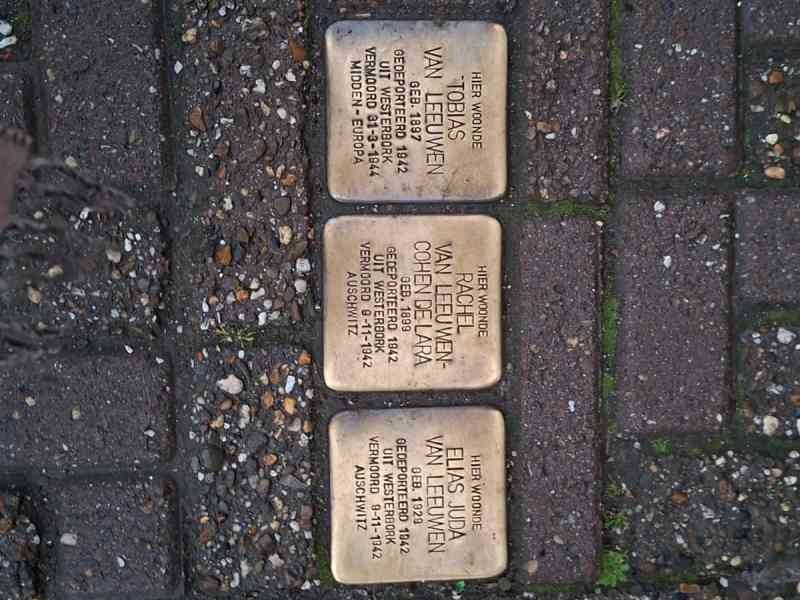 HIER WOONDE
TOBIAS
VAN LEEUWEN
GEB. 1897
GEDEPORTEERD 1942
UIT WESTERBORK
VERMOORD 31-3-1944
MIDDEN-EUROPA
HIER WOONDE
RACHEL
VAN LEEUWEN-
COHEN DE LARA
GEB. 1899
GEDEPORTEERD 1942
UIT WESTERBORK
VERMOORD 9-11-1942
AUSCHWITZ
HIER WOONDE
ELIAS JUDA
VAN LEEUWEN
GEB. 1929
GEDEPORTEERD 1942
UIT WESTERBORK
VERMOORD 9-11-1942
AUSCHWITZ